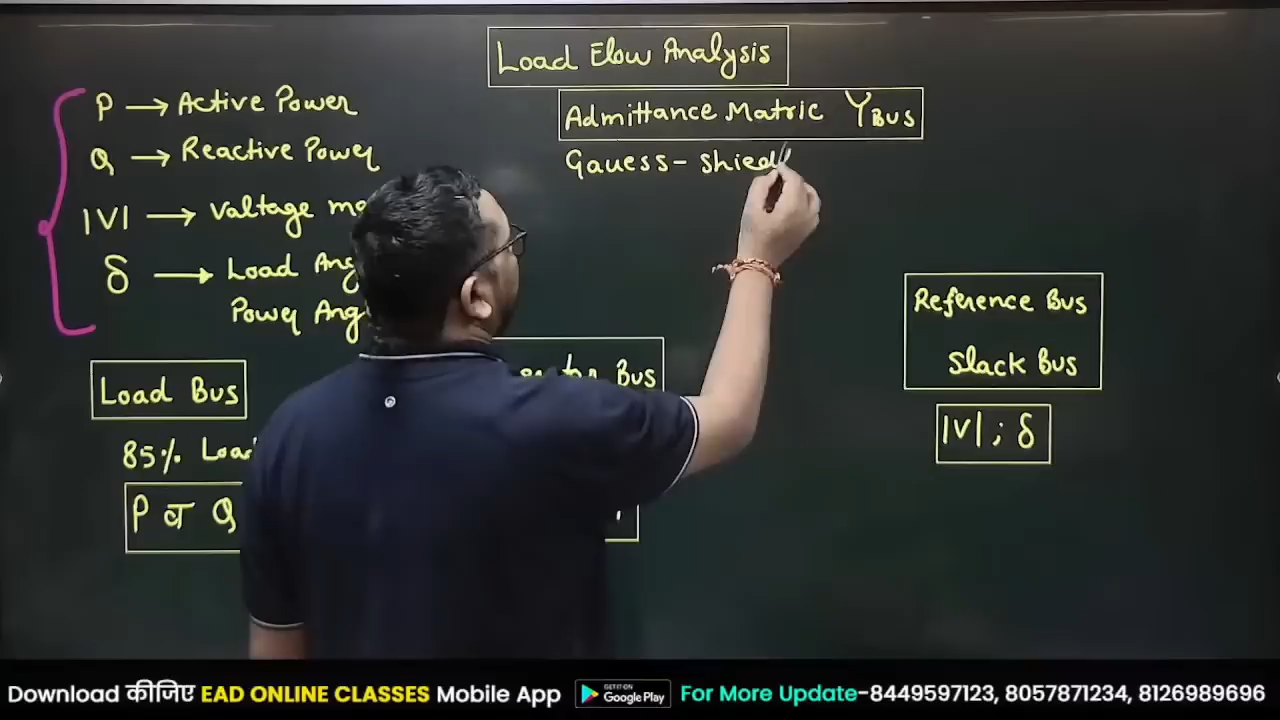 Load Flow Analysis
Admittance Matric YBUS
Gauess- Shied
P → Active Power
Q → Reactive Power
|V| → Voltage
δ → Load
Power
Load Bus
85%
P व Q
Bus
Reference Bus
Slack Bus
|V| ; δ
Download कीजिए EAD ONLINE CLASSES Mobile App
GET IT ON
Google Play
For More Update-8449597123, 8057871234, 8126989696